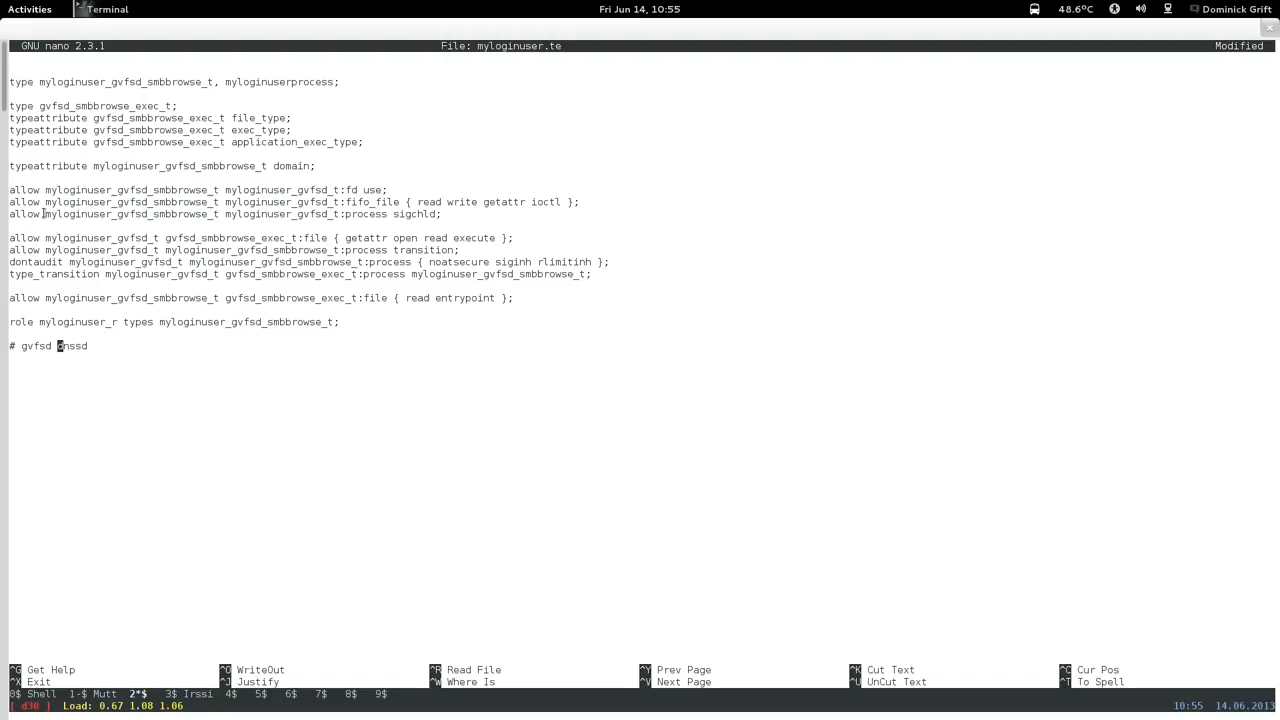 Activities Terminal Fri Jun 14, 10:55 48.6°C Dominick Grift
GNU nano 2.3.1 File: myloginuser.te Modified
type myloginuser_gvfsd_smbbrowse_t, myloginuserprocess;
type gvfsd_smbbrowse_exec_t;
typeattribute gvfsd_smbbrowse_exec_t file_type;
typeattribute gvfsd_smbbrowse_exec_t exec_type;
typeattribute gvfsd_smbbrowse_exec_t application_exec_type;
typeattribute myloginuser_gvfsd_smbbrowse_t domain;
allow myloginuser_gvfsd_smbbrowse_t myloginuser_gvfsd_t:fd use;
allow myloginuser_gvfsd_smbbrowse_t myloginuser_gvfsd_t:fifo_file { read write getattr ioctl };
allow myloginuser_gvfsd_smbbrowse_t myloginuser_gvfsd_t:process sigchld;
allow myloginuser_gvfsd_t gvfsd_smbbrowse_exec_t:file { getattr open read execute };
allow myloginuser_gvfsd_t myloginuser_gvfsd_smbbrowse_t:process transition;
dontaudit myloginuser_gvfsd_t myloginuser_gvfsd_smbbrowse_t:process { noatsecure siginh rlimitinh };
type_transition myloginuser_gvfsd_t gvfsd_smbbrowse_exec_t:process myloginuser_gvfsd_smbbrowse_t;
allow myloginuser_gvfsd_smbbrowse_t gvfsd_smbbrowse_exec_t:file { read entrypoint };
role myloginuser_r types myloginuser_gvfsd_smbbrowse_t;
# gvfsd dnssd
^G Get Help ^O WriteOut ^R Read File ^Y Prev Page ^K Cut Text ^C Cur Pos
^X Exit ^J Justify ^W Where Is ^V Next Page ^U UnCut Text ^T To Spell
0$ Shell 1-$ Mutt 2*$ 3$ Irssi 4$ 5$ 6$ 7$ 8$ 9$
[ d30 ] Load: 0.67 1.08 1.06 10:55 14.06.2013